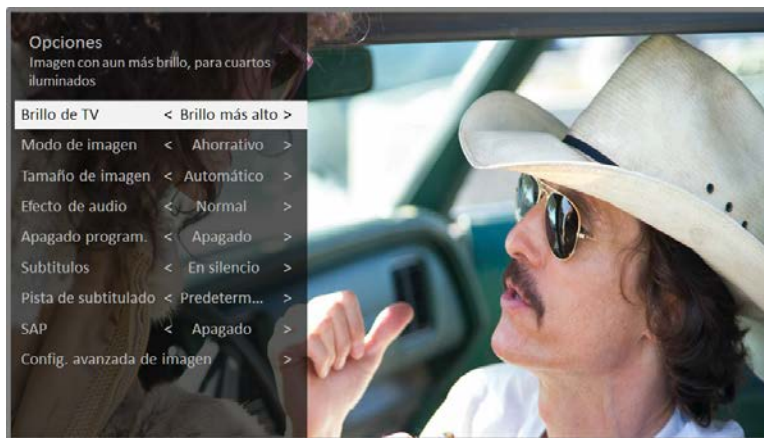 Opciones
Imagen con aun más brillo, para cuartos
iluminados
Brillo de TV < Brillo más alto >
Modo de imagen < Ahorrativo >
Tamaño de imagen < Automático >
Efecto de audio < Normal >
Apagado program. < Apagado >
Subtitulos < En silencio >
Pista de subtitulado < Predeterm... >
SAP < Apagado >
Config. avanzada de imagen >